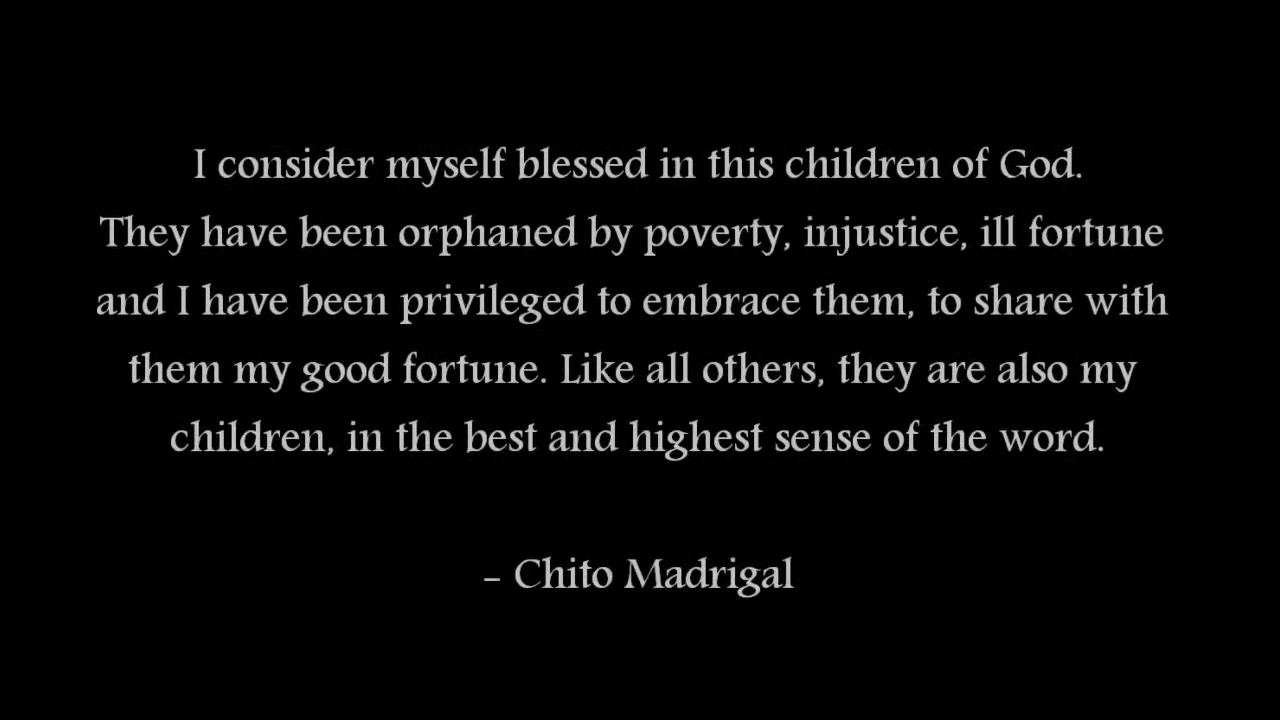 I consider myself blessed in this children of God.
They have been orphaned by poverty, injustice, ill fortune
and I have been privileged to embrace them, to share with
them my good fortune. Like all others, they are also my
children, in the best and highest sense of the word.
- Chito Madrigal